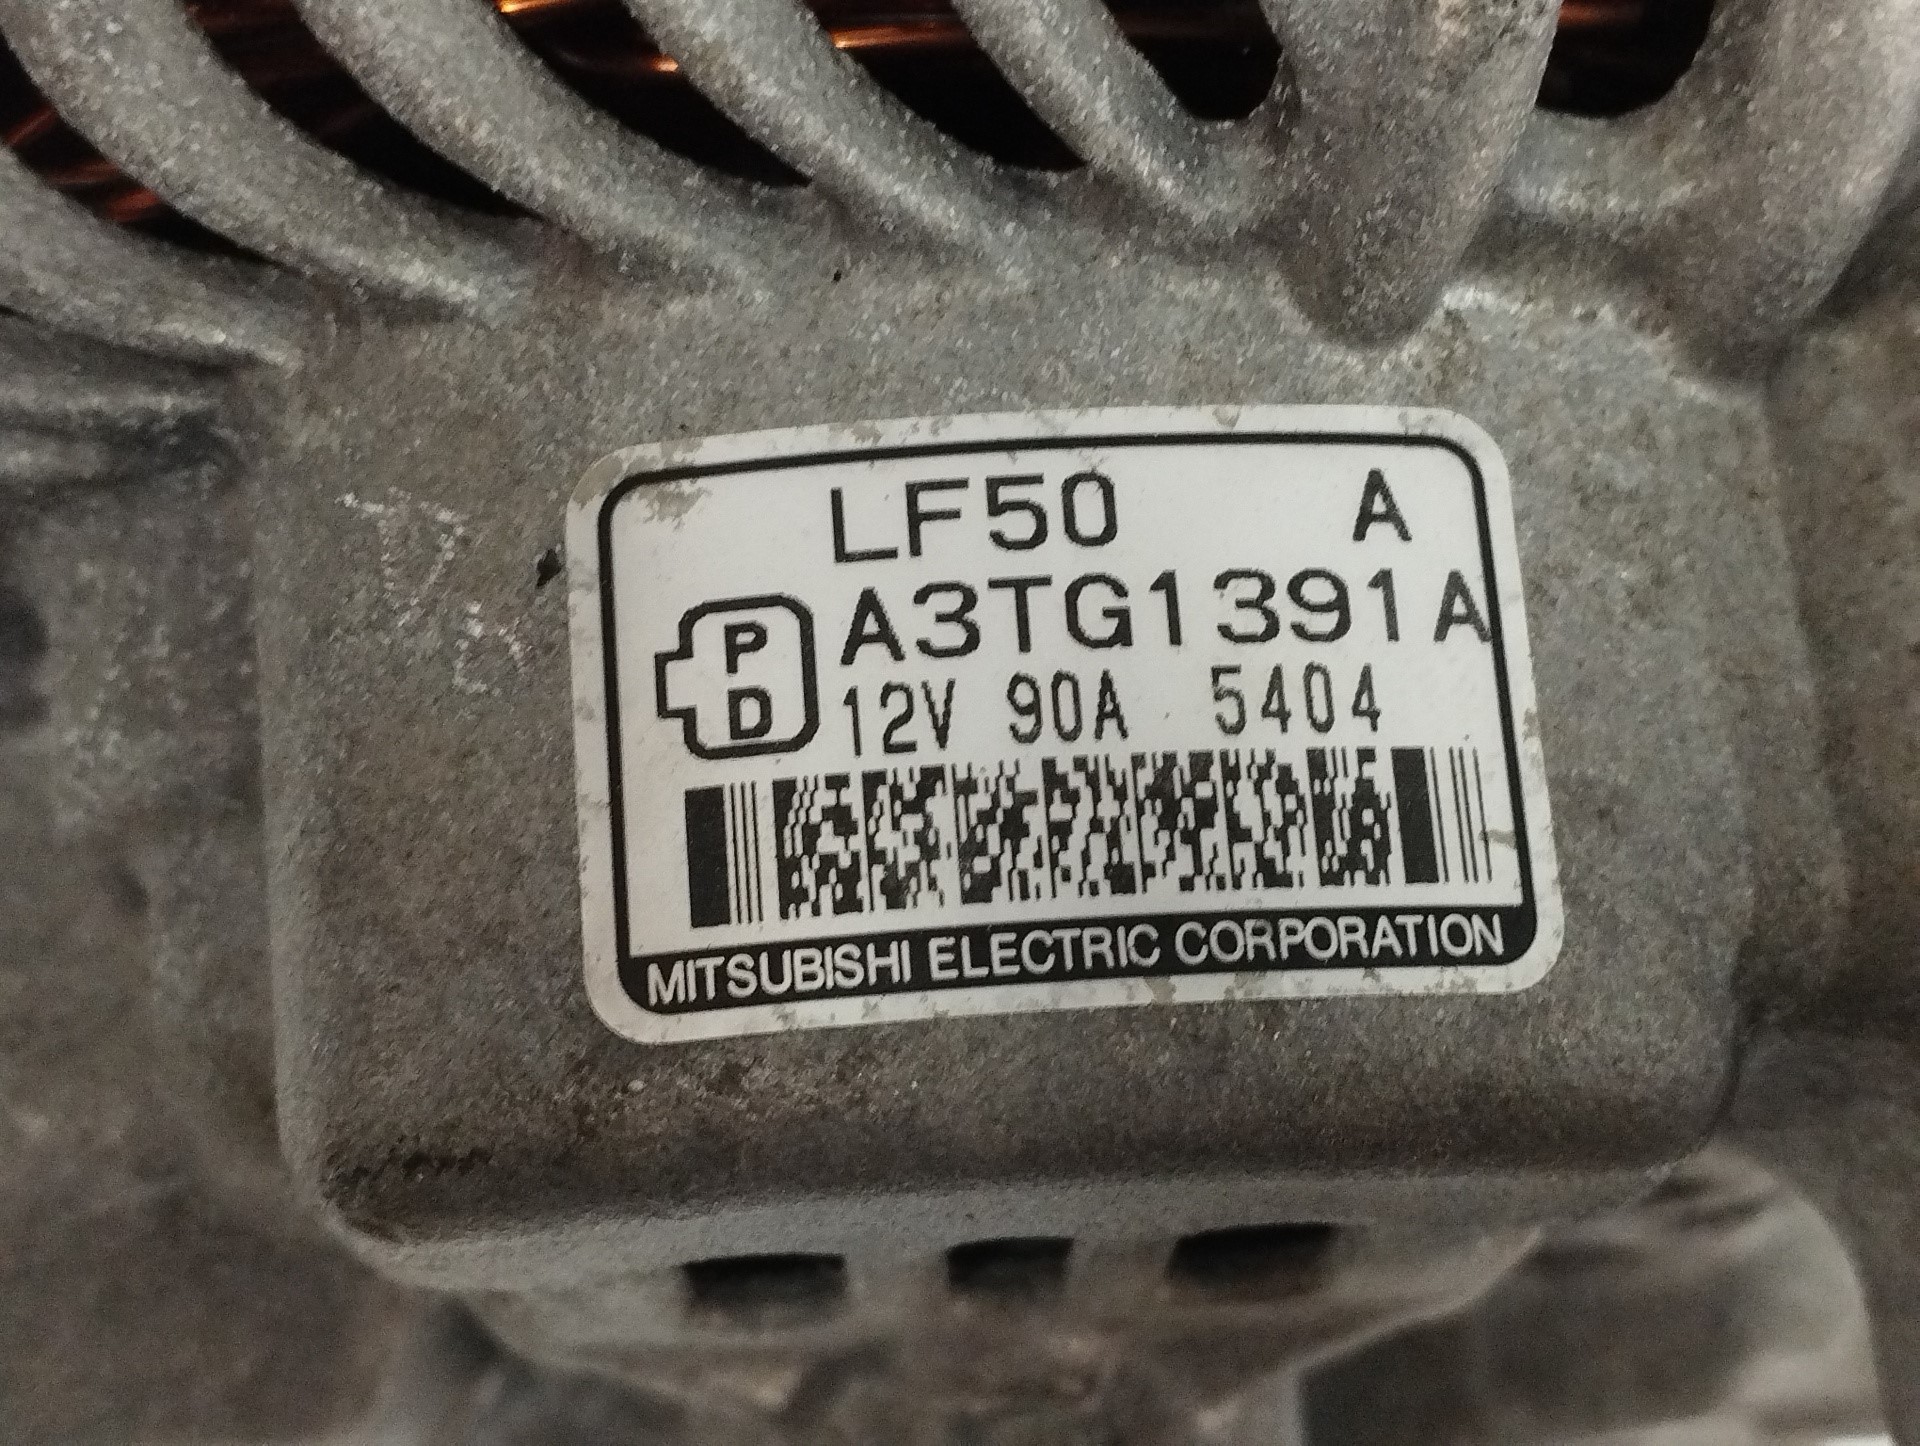 LF50 A
P A3TG1391A
D 12V 90A 5404
MITSUBISHI ELECTRIC CORPORATION